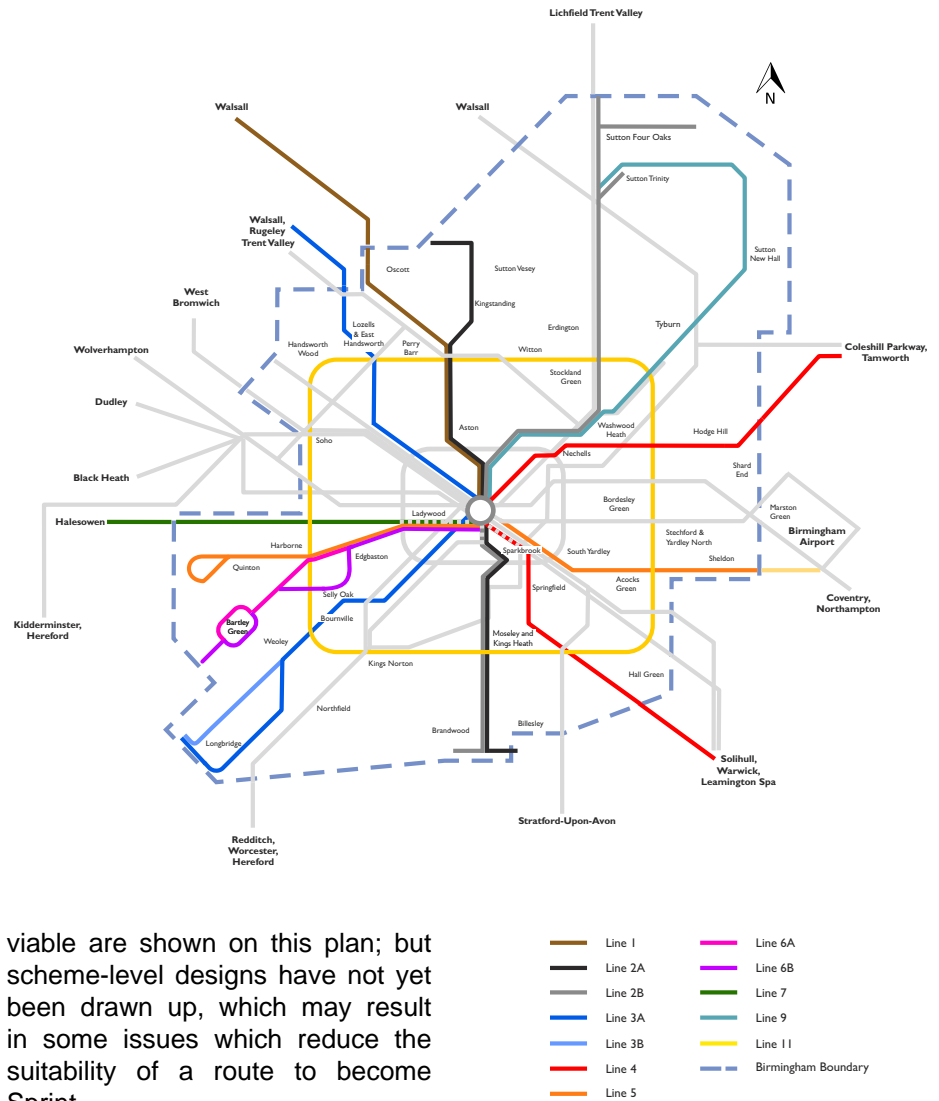 Lichfield Trent Valley
N
Walsall
Walsall
Sutton Four Oaks
Sutton Trinity
Walsall,
Rugeley
Trent Valley
Sutton
New Hall
Oscott
Sutton Vesey
West
Bromwich
Kingstanding
Lozells
& East
Handsworth
Erdington
Tyburn
Handsworth
Wood
Perry
Barr
Witton
Wolverhampton
Coleshill Parkway,
Tamworth
Stockland
Green
Dudley
Aston
Washwood
Heath
Hodge Hill
Soho
Nechells
Black Heath
Shard
End
Bordesley
Green
Marston
Green
Halesowen
Ladywood
Birmingham
Airport
Stechford &
Yardley North
Harborne
Edgbaston
Sparkbrook
South Yardley
Sheldon
Quinton
Acocks
Green
Springfield
Selly Oak
Coventry,
Northampton
Kidderminster,
Hereford
Bartley
Green
Bournville
Weoley
Moseley and
Kings Heath
Kings Norton
Hall Green
Northfield
Brandwood
Billesley
Longbridge
Solihull,
Warwick,
Leamington Spa
Stratford-Upon-Avon
Redditch,
Worcester,
Hereford
viable are shown on this plan; but
scheme-level designs have not yet
been drawn up, which may result
in some issues which reduce the
suitability of a route to become
Sprint
Line 1
Line 2A
Line 2B
Line 3A
Line 3B
Line 4
Line 5
Line 6A
Line 6B
Line 7
Line 9
Line 11
Birmingham Boundary